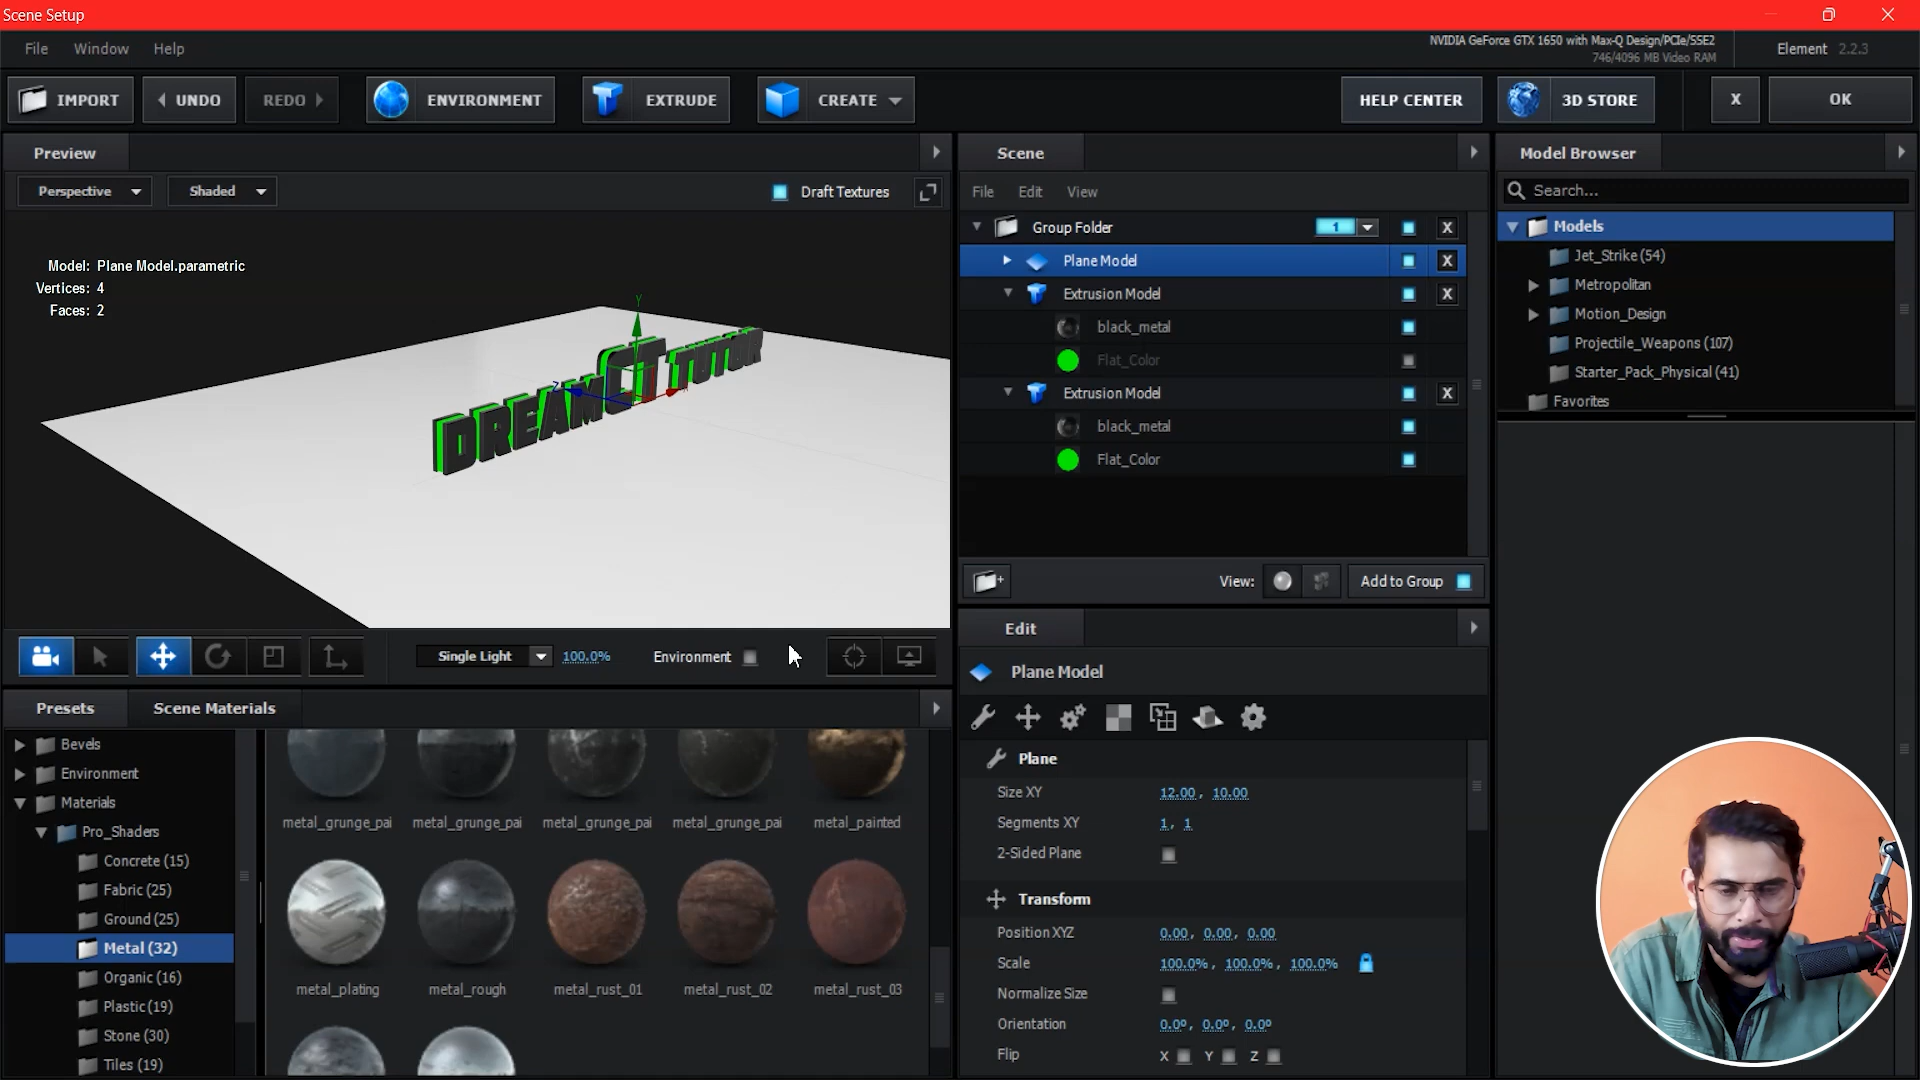 Scene Setup
File Window Help
NVIDIA GeForce GTX 1650 with Max-Q Design/PCIe/SSE2
746/4096 MB Video RAM
Element 2.2.3
IMPORT UNDO REDO ENVIRONMENT EXTRUDE CREATE HELP CENTER 3D STORE X OK
Preview
Perspective Shaded Draft Textures
Model: Plane Model.parametric
Vertices: 4
Faces: 2
Y
Z
DREAMCT TUTOR
Single Light 100.0% Environment
Presets Scene Materials
Bevels
Environment
Materials
Pro_Shaders
Concrete (15)
Fabric (25)
Ground (25)
Metal (32)
Organic (16)
Plastic (19)
Stone (30)
Tiles (19)
metal_grunge_pai metal_grunge_pai metal_grunge_pai metal_grunge_pai metal_painted
metal_plating metal_rough metal_rust_01 metal_rust_02 metal_rust_03
Scene
File Edit View
Group Folder 1 X
Plane Model X
Extrusion Model X
black_metal
Flat_Color
Extrusion Model X
black_metal
Flat_Color
View: Add to Group
Edit
Plane Model
Plane
Size XY 12.00, 10.00
Segments XY 1, 1
2-Sided Plane
Transform
Position XYZ 0.00, 0.00, 0.00
Scale 100.0%, 100.0%, 100.0%
Normalize Size
Orientation 0.0º, 0.0º, 0.0º
Flip X Y Z
Model Browser
Search...
Models
Jet_Strike (54)
Metropolitan
Motion_Design
Projectile_Weapons (107)
Starter_Pack_Physical (41)
Favorites